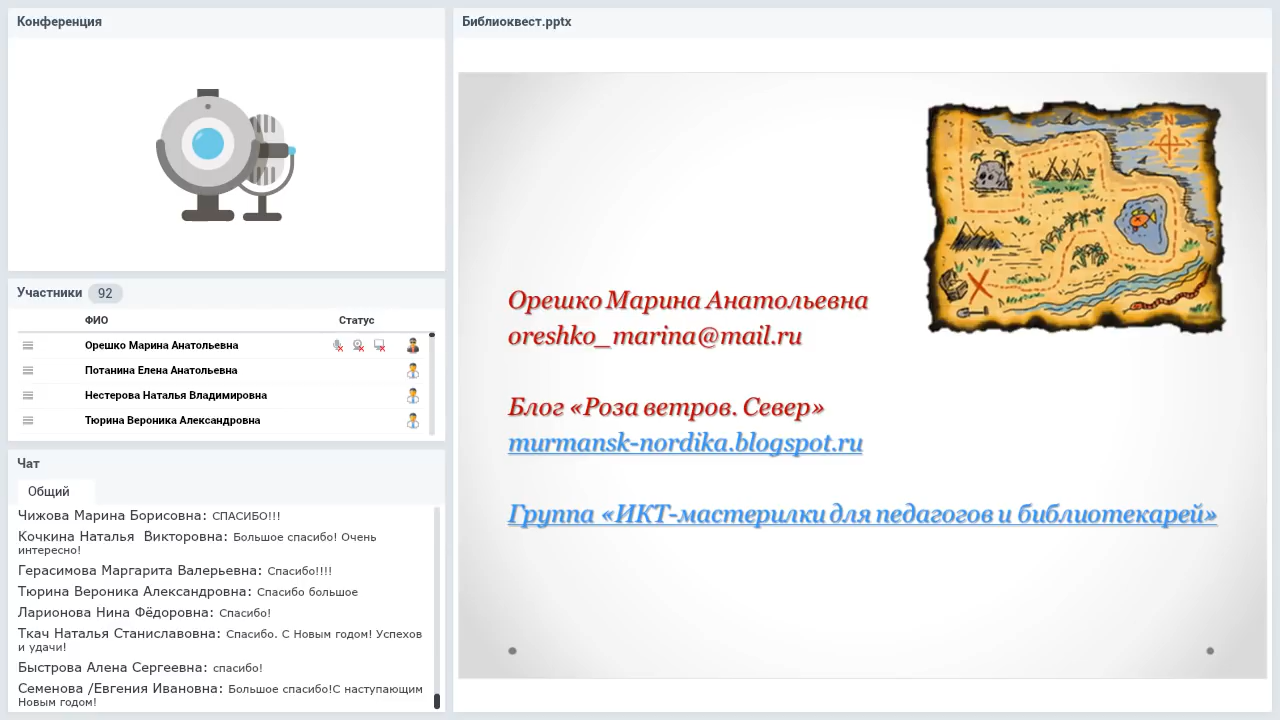 Конференция
Участники 92
ФИО Статус
Орешко Марина Анатольевна
Потанина Елена Анатольевна
Нестерова Наталья Владимировна
Тюрина Вероника Александровна
Чат
Общий
Чижова Марина Борисовна: СПАСИБО!!!
Кочкина Наталья Викторовна: Большое спасибо! Очень
интересно!
Герасимова Маргарита Валерьевна: Спасибо!!!!
Тюрина Вероника Александровна: Спасибо большое
Ларионова Нина Фёдоровна: Спасибо!
Ткач Наталья Станиславовна: Спасибо. С Новым годом! Успехов
и удачи!
Быстрова Алена Сергеевна: спасибо!
Семенова /Евгения Ивановна: Большое спасибо!С наступающим
Новым годом!
Библиоквест.pptx
N
Орешко Марина Анатольевна
oreshko_marina@mail.ru
Блог «Роза ветров. Север»
murmansk-nordika.blogspot.ru
Группа «ИКТ-мастерилки для педагогов и библиотекарей»